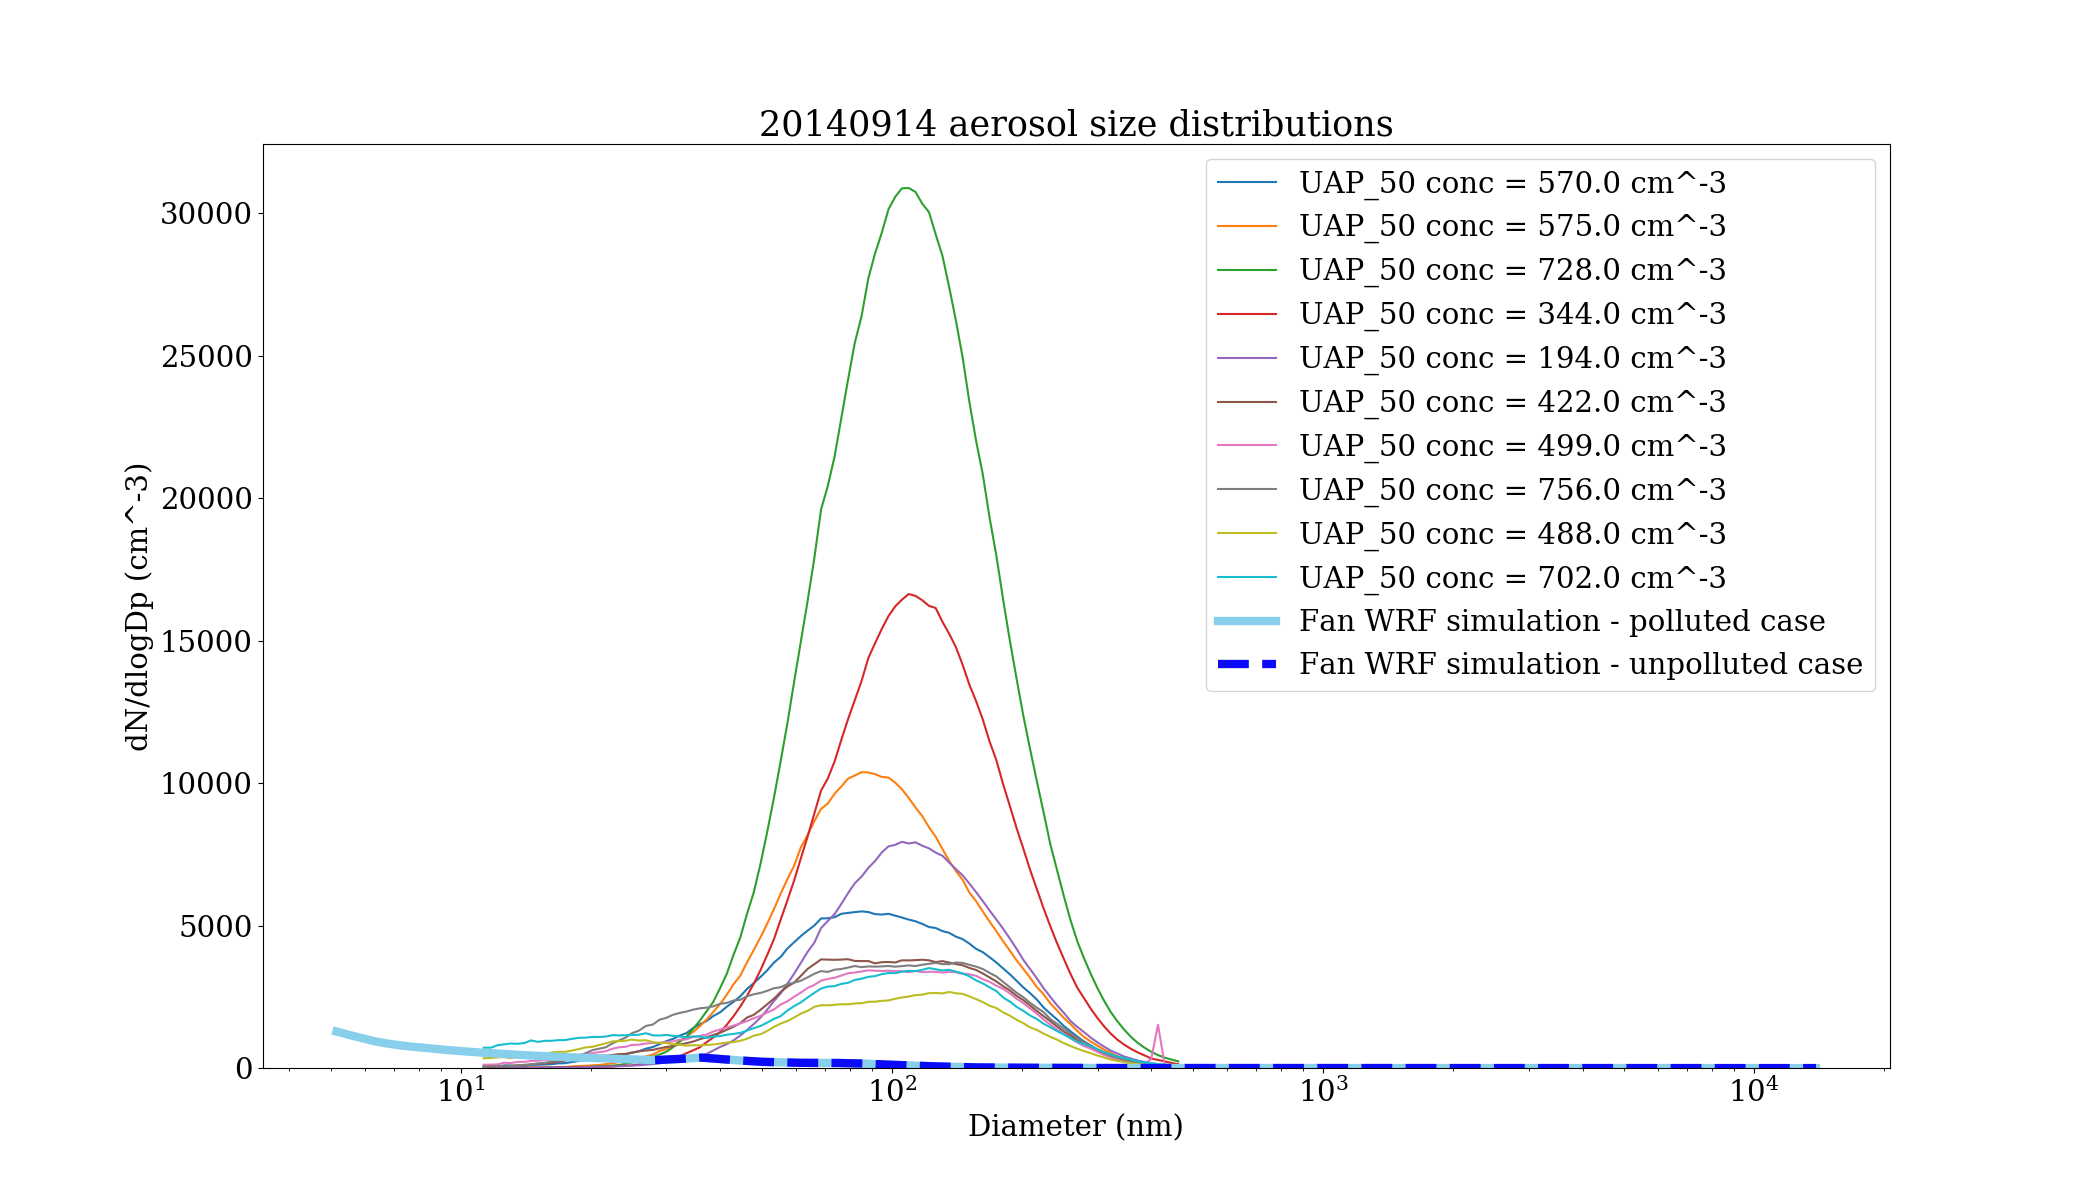 20140914 aerosol size distributions
dN/dlogDp (cm^-3)
30000
25000
20000
15000
10000
5000
0
UAP_50 conc = 570.0 cm^-3
UAP_50 conc = 575.0 cm^-3
UAP_50 conc = 728.0 cm^-3
UAP_50 conc = 344.0 cm^-3
UAP_50 conc = 194.0 cm^-3
UAP_50 conc = 422.0 cm^-3
UAP_50 conc = 499.0 cm^-3
UAP_50 conc = 756.0 cm^-3
UAP_50 conc = 488.0 cm^-3
UAP_50 conc = 702.0 cm^-3
Fan WRF simulation - polluted case
Fan WRF simulation - unpolluted case
10¹ 10² 10³ 10⁴
Diameter (nm)